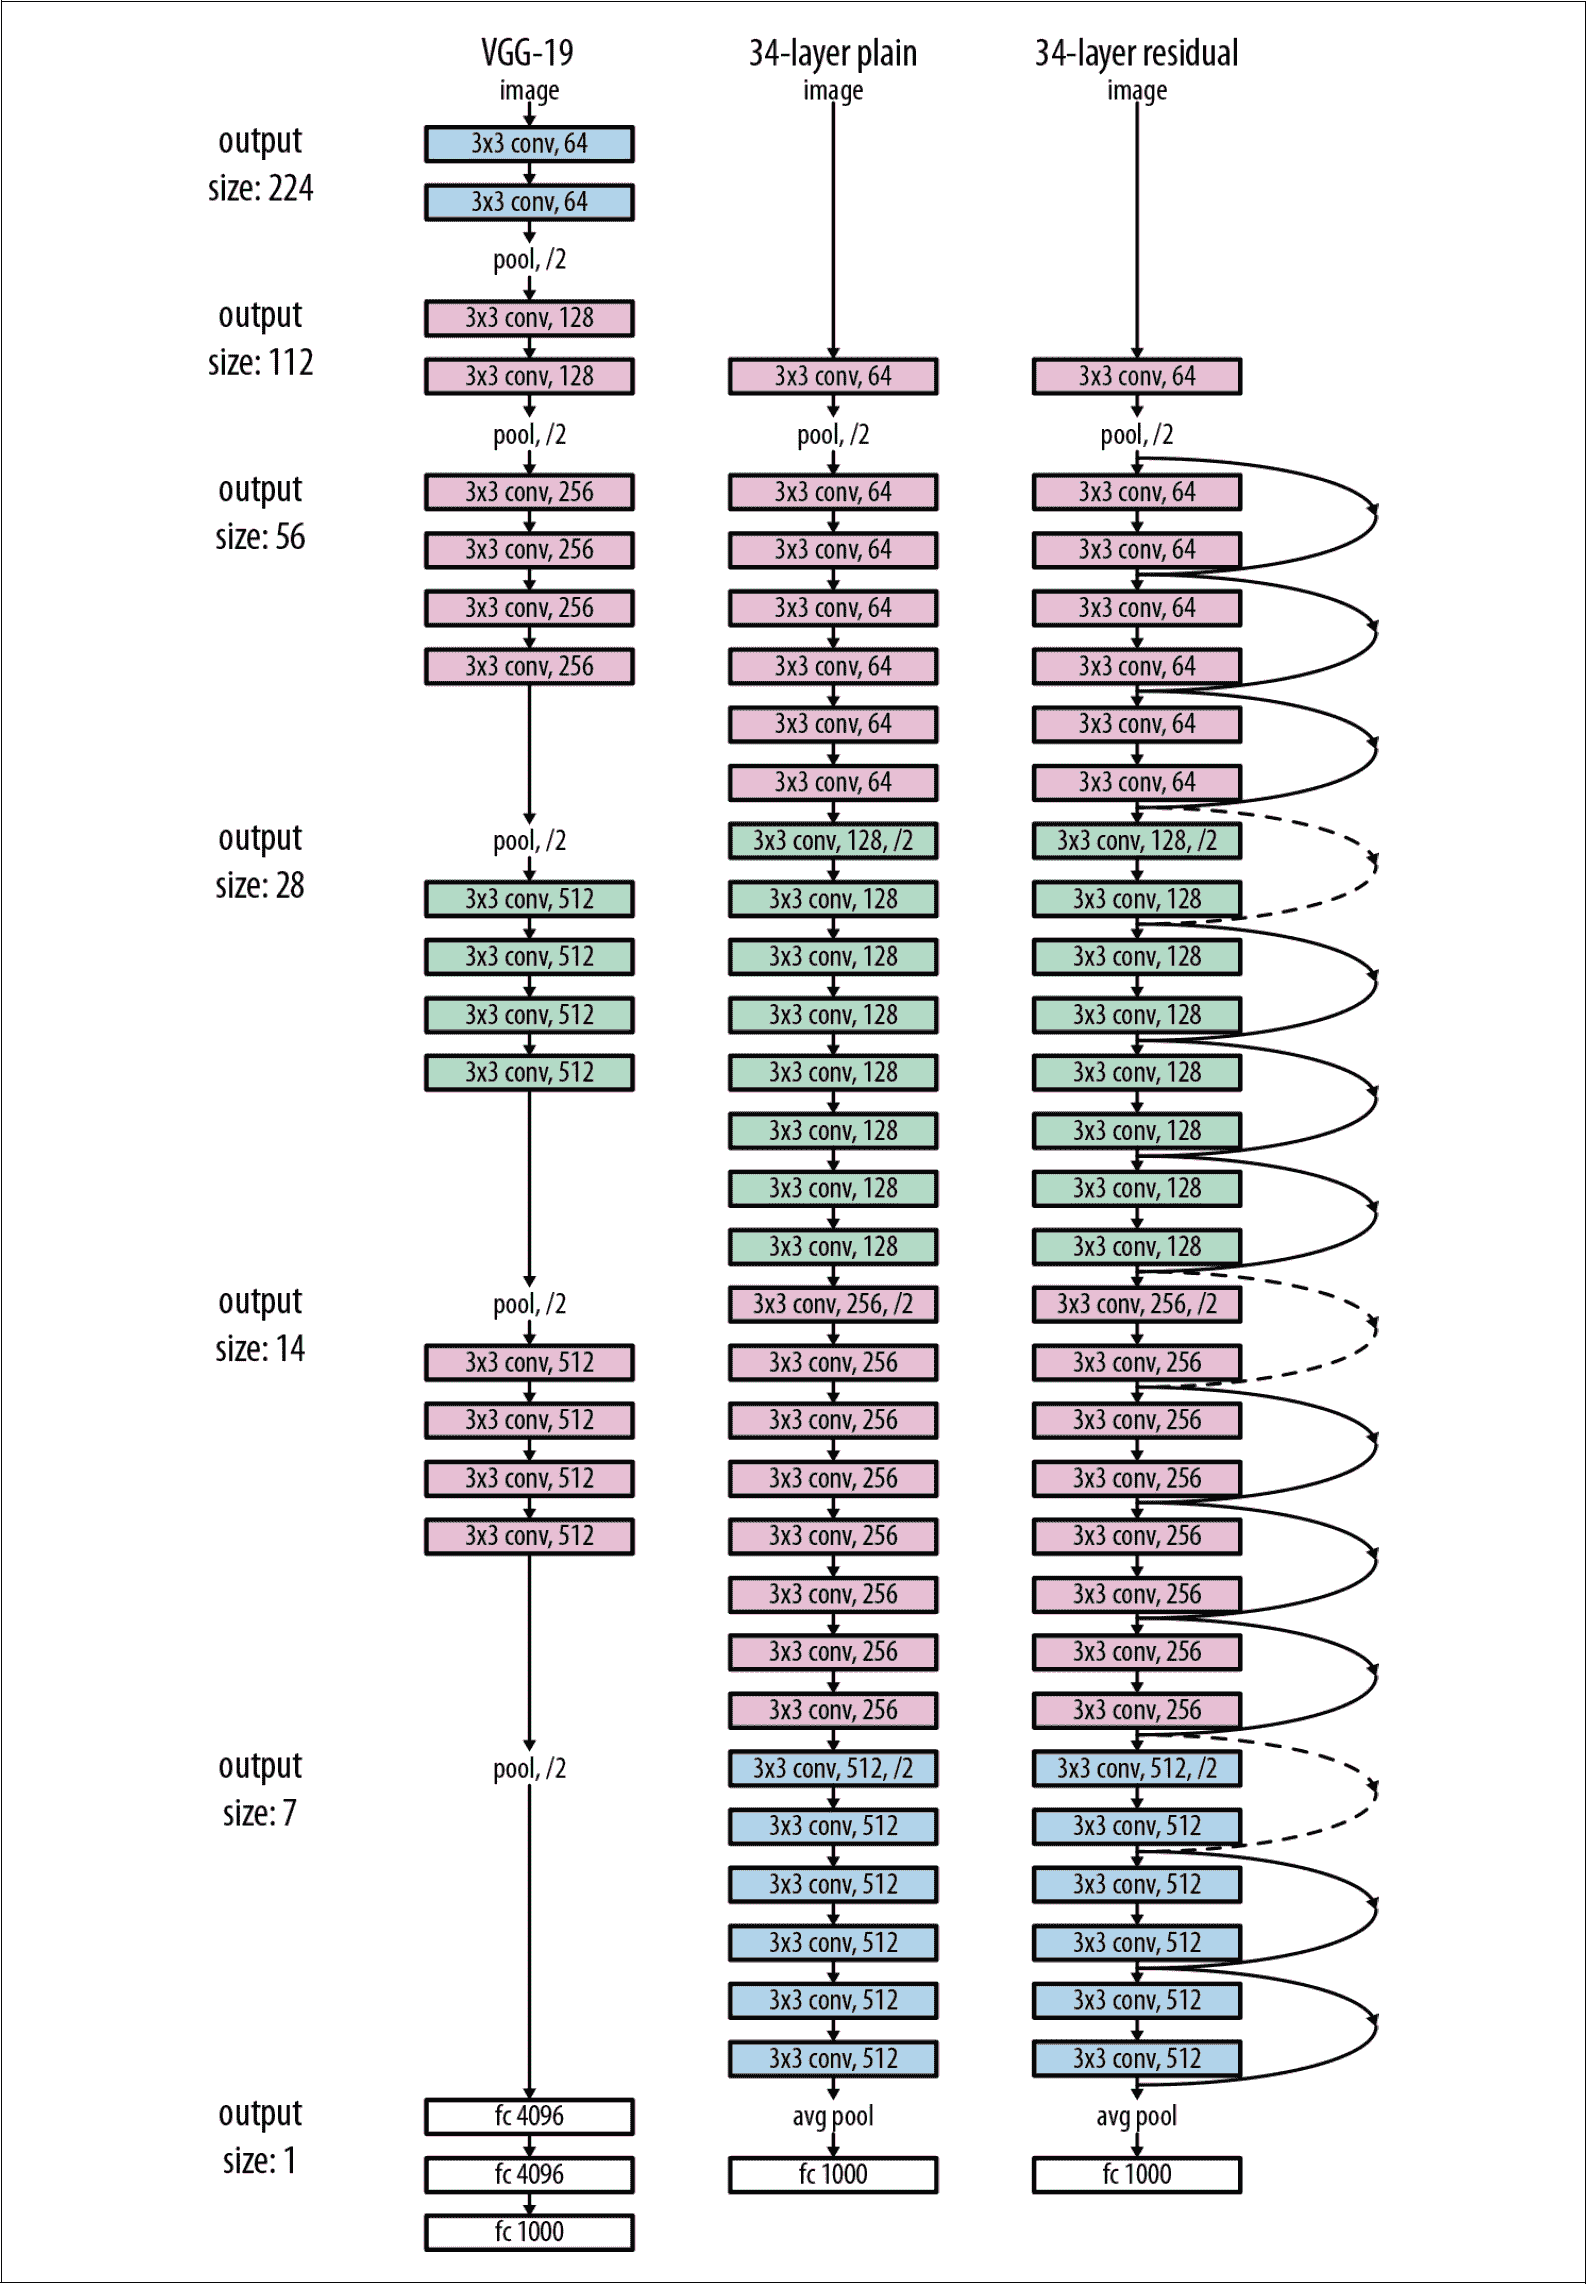 output
size: 224
output
size: 112
output
size: 56
output
size: 28
output
size: 14
output
size: 7
output
size: 1
VGG-19
image
3x3 conv, 64
3x3 conv, 64
pool, /2
3x3 conv, 128
3x3 conv, 128
pool, /2
3x3 conv, 256
3x3 conv, 256
3x3 conv, 256
3x3 conv, 256
pool, /2
3x3 conv, 512
3x3 conv, 512
3x3 conv, 512
3x3 conv, 512
pool, /2
3x3 conv, 512
3x3 conv, 512
3x3 conv, 512
3x3 conv, 512
pool, /2
fc 4096
fc 4096
fc 1000
34-layer plain
image
3x3 conv, 64
pool, /2
3x3 conv, 64
3x3 conv, 64
3x3 conv, 64
3x3 conv, 64
3x3 conv, 64
3x3 conv, 64
3x3 conv, 128, /2
3x3 conv, 128
3x3 conv, 128
3x3 conv, 128
3x3 conv, 128
3x3 conv, 128
3x3 conv, 128
3x3 conv, 128
3x3 conv, 256, /2
3x3 conv, 256
3x3 conv, 256
3x3 conv, 256
3x3 conv, 256
3x3 conv, 256
3x3 conv, 256
3x3 conv, 256
3x3 conv, 512, /2
3x3 conv, 512
3x3 conv, 512
3x3 conv, 512
3x3 conv, 512
3x3 conv, 512
avg pool
fc 1000
34-layer residual
image
3x3 conv, 64
pool, /2
3x3 conv, 64
3x3 conv, 64
3x3 conv, 64
3x3 conv, 64
3x3 conv, 64
3x3 conv, 64
3x3 conv, 128, /2
3x3 conv, 128
3x3 conv, 128
3x3 conv, 128
3x3 conv, 128
3x3 conv, 128
3x3 conv, 128
3x3 conv, 128
3x3 conv, 256, /2
3x3 conv, 256
3x3 conv, 256
3x3 conv, 256
3x3 conv, 256
3x3 conv, 256
3x3 conv, 256
3x3 conv, 256
3x3 conv, 512, /2
3x3 conv, 512
3x3 conv, 512
3x3 conv, 512
3x3 conv, 512
3x3 conv, 512
avg pool
fc 1000